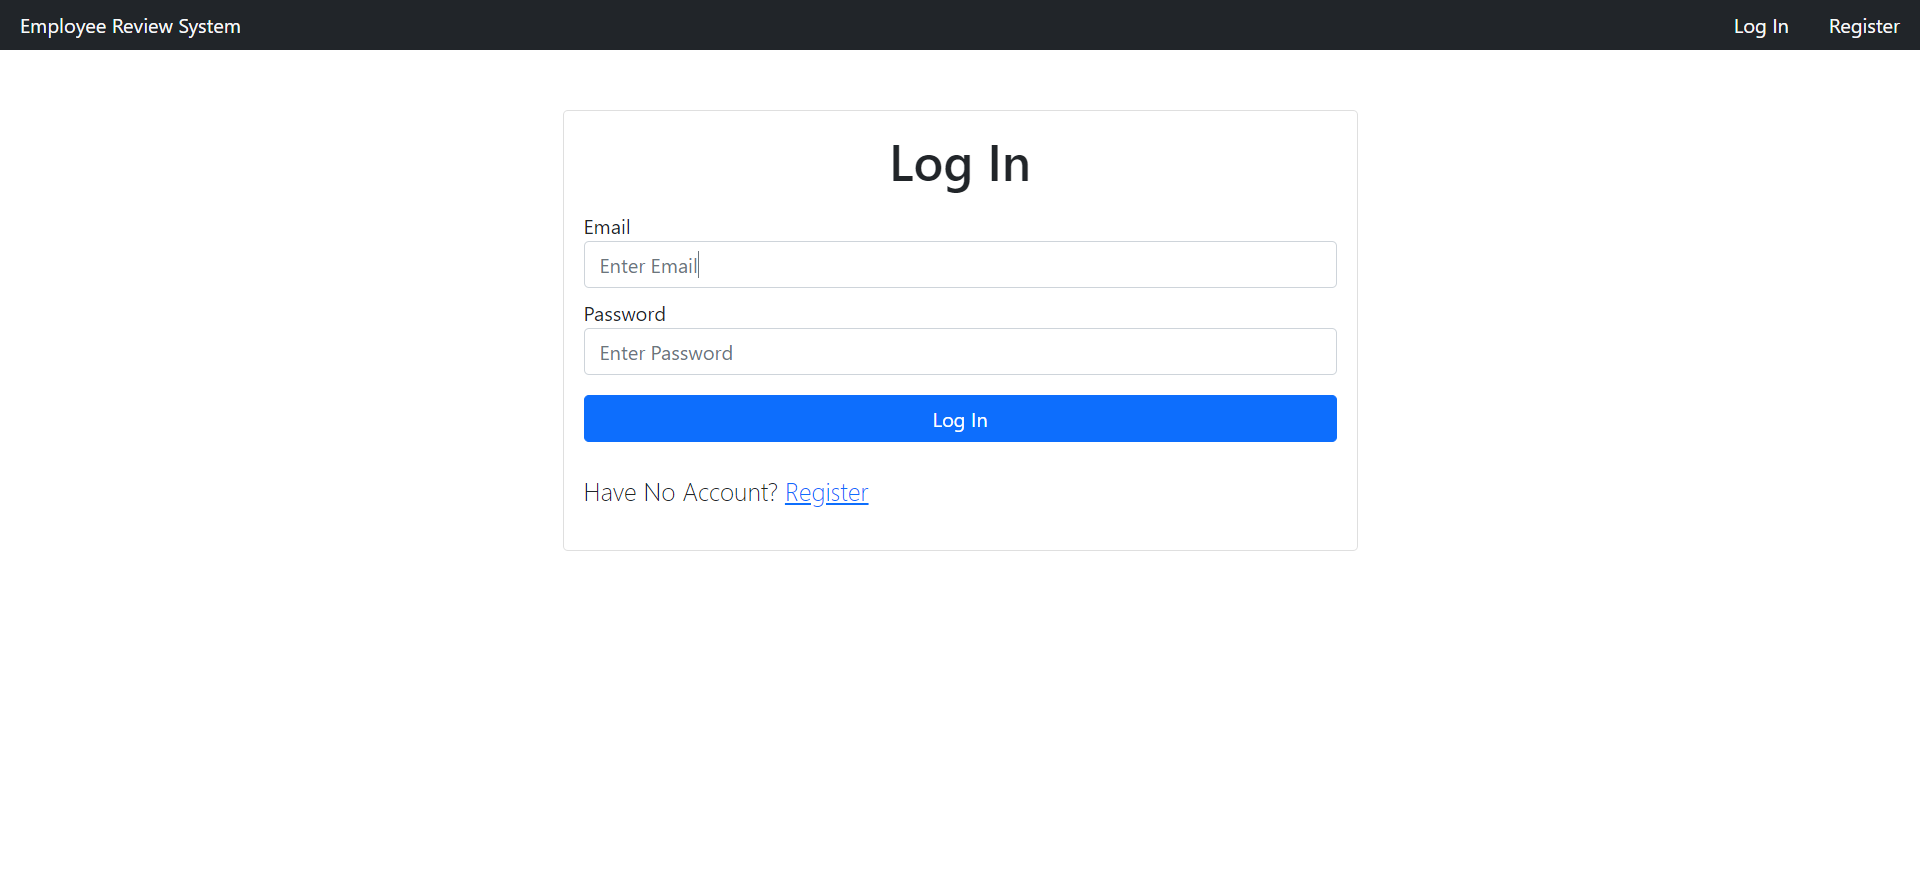 Employee Review System Log In Register
Log In
Email
Enter Email
Password
Enter Password
Log In
Have No Account? Register